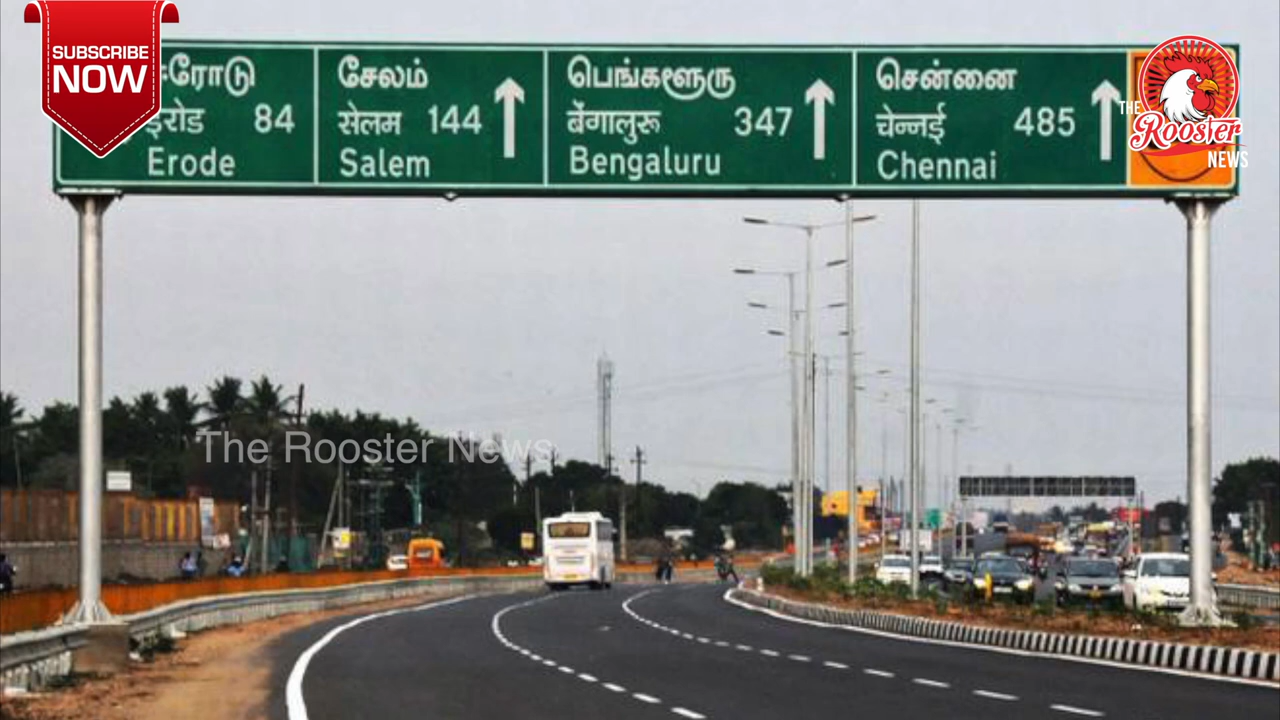 SUBSCRIBE
NOW
ரோடு
इरोड 84
Erode
சேலம்
सेलम 144
Salem
பெங்களூரு
बेंगालुरू 347
Bengaluru
சென்னை
चेन्नई 485
Chennai
THE
Rooster
NEWS
The Rooster News